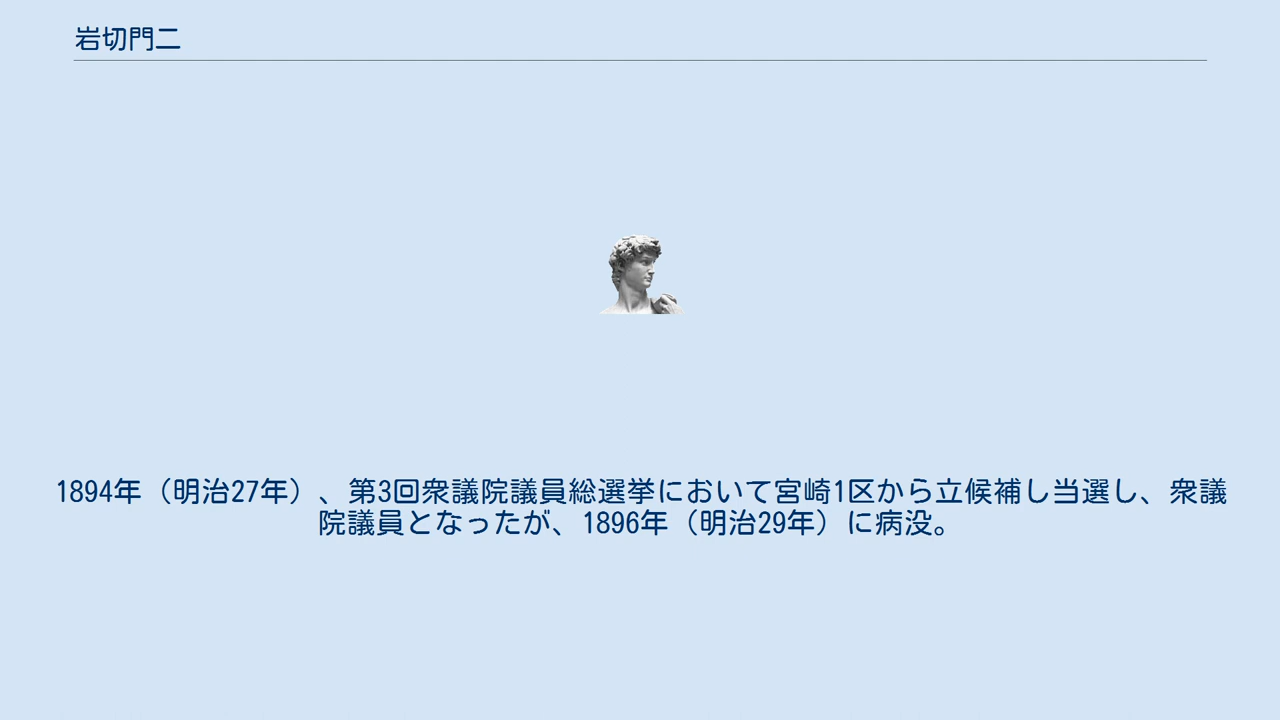 岩切門二
1894年（明治27年）、第3回衆議院議員総選挙において宮崎1区から立候補し当選し、衆議
院議員となったが、1896年（明治29年）に病没。